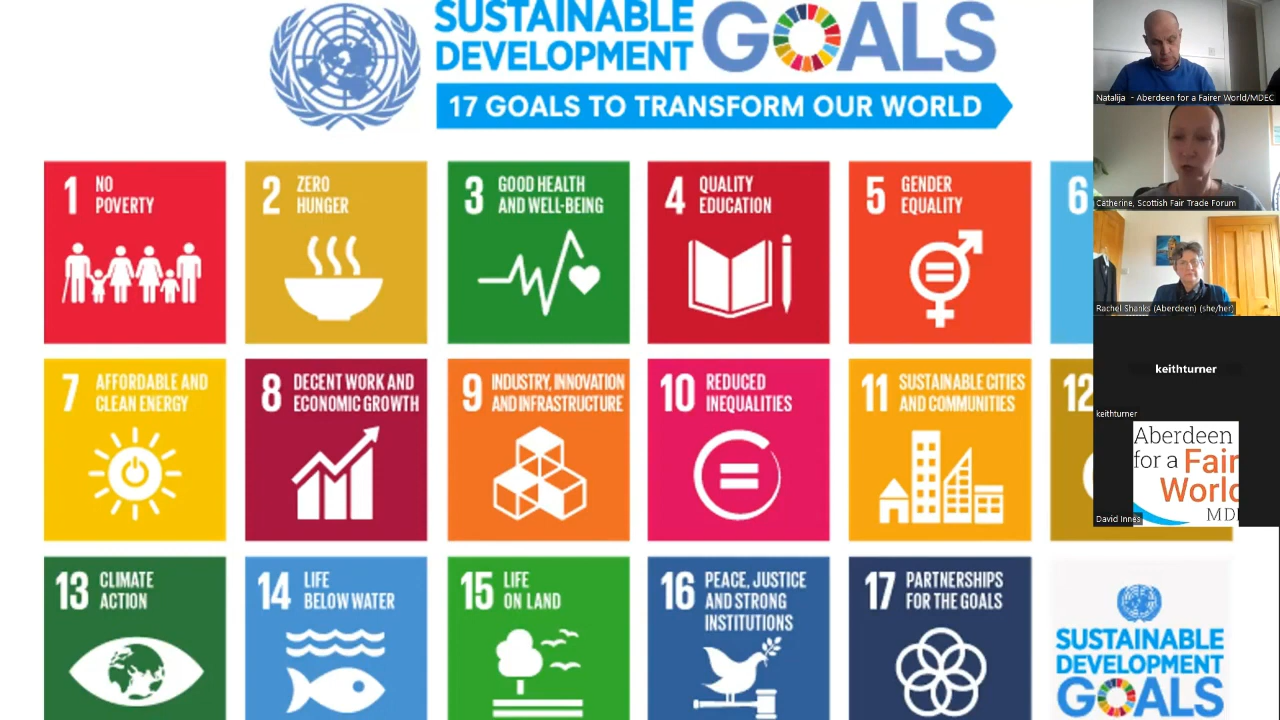 SUSTAINABLE
DEVELOPMENT
GOALS
17 GOALS TO TRANSFORM OUR WORLD
1 NO
POVERTY
2 ZERO
HUNGER
3 GOOD HEALTH
AND WELL-BEING
4 QUALITY
EDUCATION
5 GENDER
EQUALITY
6
7 AFFORDABLE AND
CLEAN ENERGY
8 DECENT WORK AND
ECONOMIC GROWTH
9 INDUSTRY, INNOVATION
AND INFRASTRUCTURE
10 REDUCED
INEQUALITIES
11 SUSTAINABLE CITIES
AND COMMUNITIES
12
13 CLIMATE
ACTION
14 LIFE
BELOW WATER
15 LIFE
ON LAND
16 PEACE, JUSTICE
AND STRONG
INSTITUTIONS
17 PARTNERSHIPS
FOR THE GOALS
SUSTAINABLE
DEVELOPMENT
GOALS
Natalija - Aberdeen for a Fairer World/MDEC
Catherine, Scottish Fair Trade Forum
Rachel Shanks (Aberdeen) (she/her)
keithturner
keithturner
Aberdeen
for a Fair
World
MD
David Innes